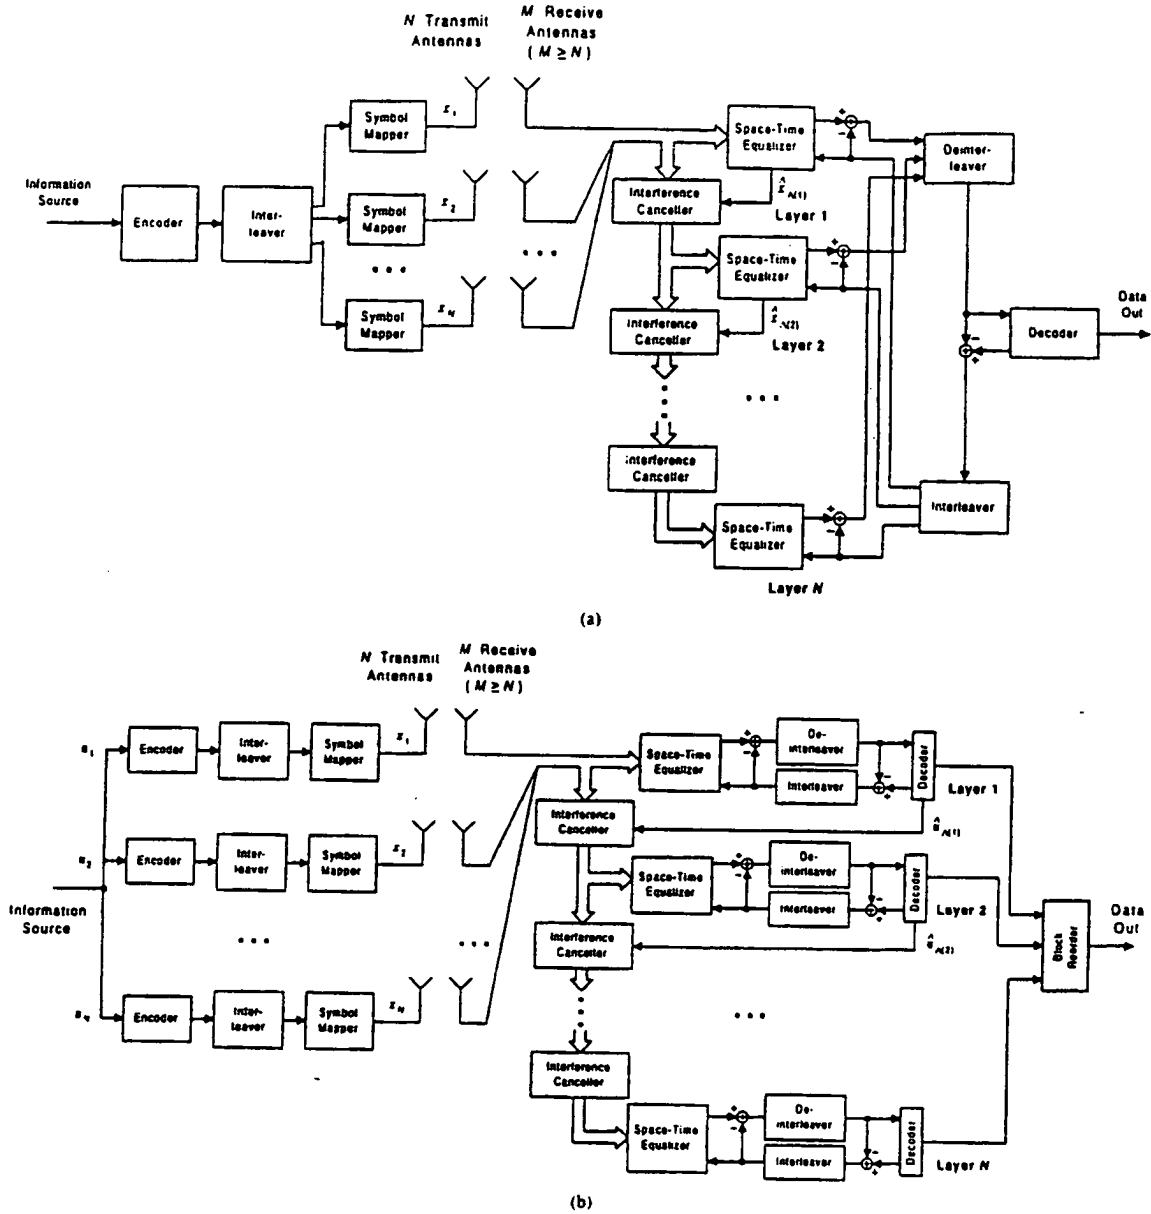 N Transmit
Antennas
M Receive
Antennas
( M ≥ N )
Information
Source
Encoder
Inter-
leaver
Symbol
Mapper
x1
Symbol
Mapper
x2
Symbol
Mapper
xN
Space-Time
Equalizer
+
−
Interference
Canceller
x̂Λ(1)
Layer 1
Space-Time
Equalizer
+
−
Interference
Canceller
x̂Λ(2)
Layer 2
Interference
Canceller
Space-Time
Equalizer
+
−
Layer N
Deinter-
leaver
−
+
Decoder
Data
Out
Interleaver
(a)
N Transmit
Antennas
M Receive
Antennas
( M ≥ N )
Information
Source
Encoder
Inter-
leaver
Symbol
Mapper
x1
Encoder
Inter-
leaver
Symbol
Mapper
x2
Encoder
Inter-
leaver
Symbol
Mapper
xN
Space-Time
Equalizer
+
−
De-
interleaver
Interleaver
−
+
Decoder
Layer 1
Interference
Canceller
Space-Time
Equalizer
+
−
De-
interleaver
Interleaver
−
+
Decoder
Layer 2
Interference
Canceller
Interference
Canceller
Space-Time
Equalizer
+
−
De-
interleaver
Interleaver
−
+
Decoder
Layer N
Block
Reorder
Data
Out
(b)